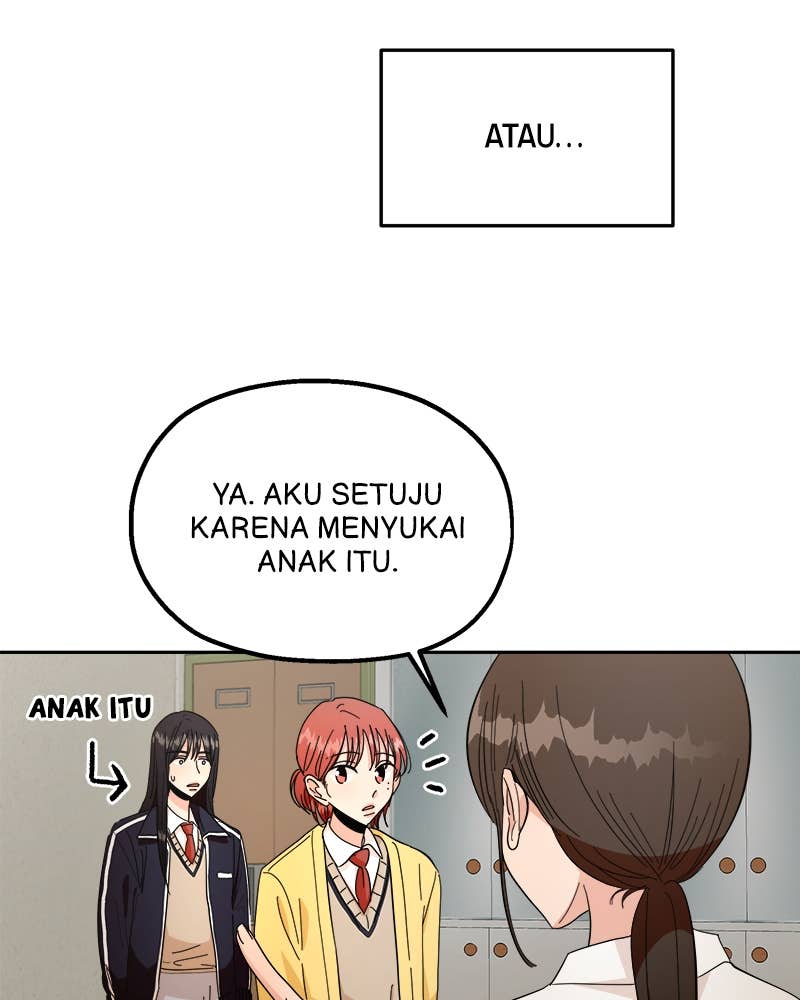 ATAU...
YA. AKU SETUJU
KARENA MENYUKAI
ANAK ITU.
ANAK ITU